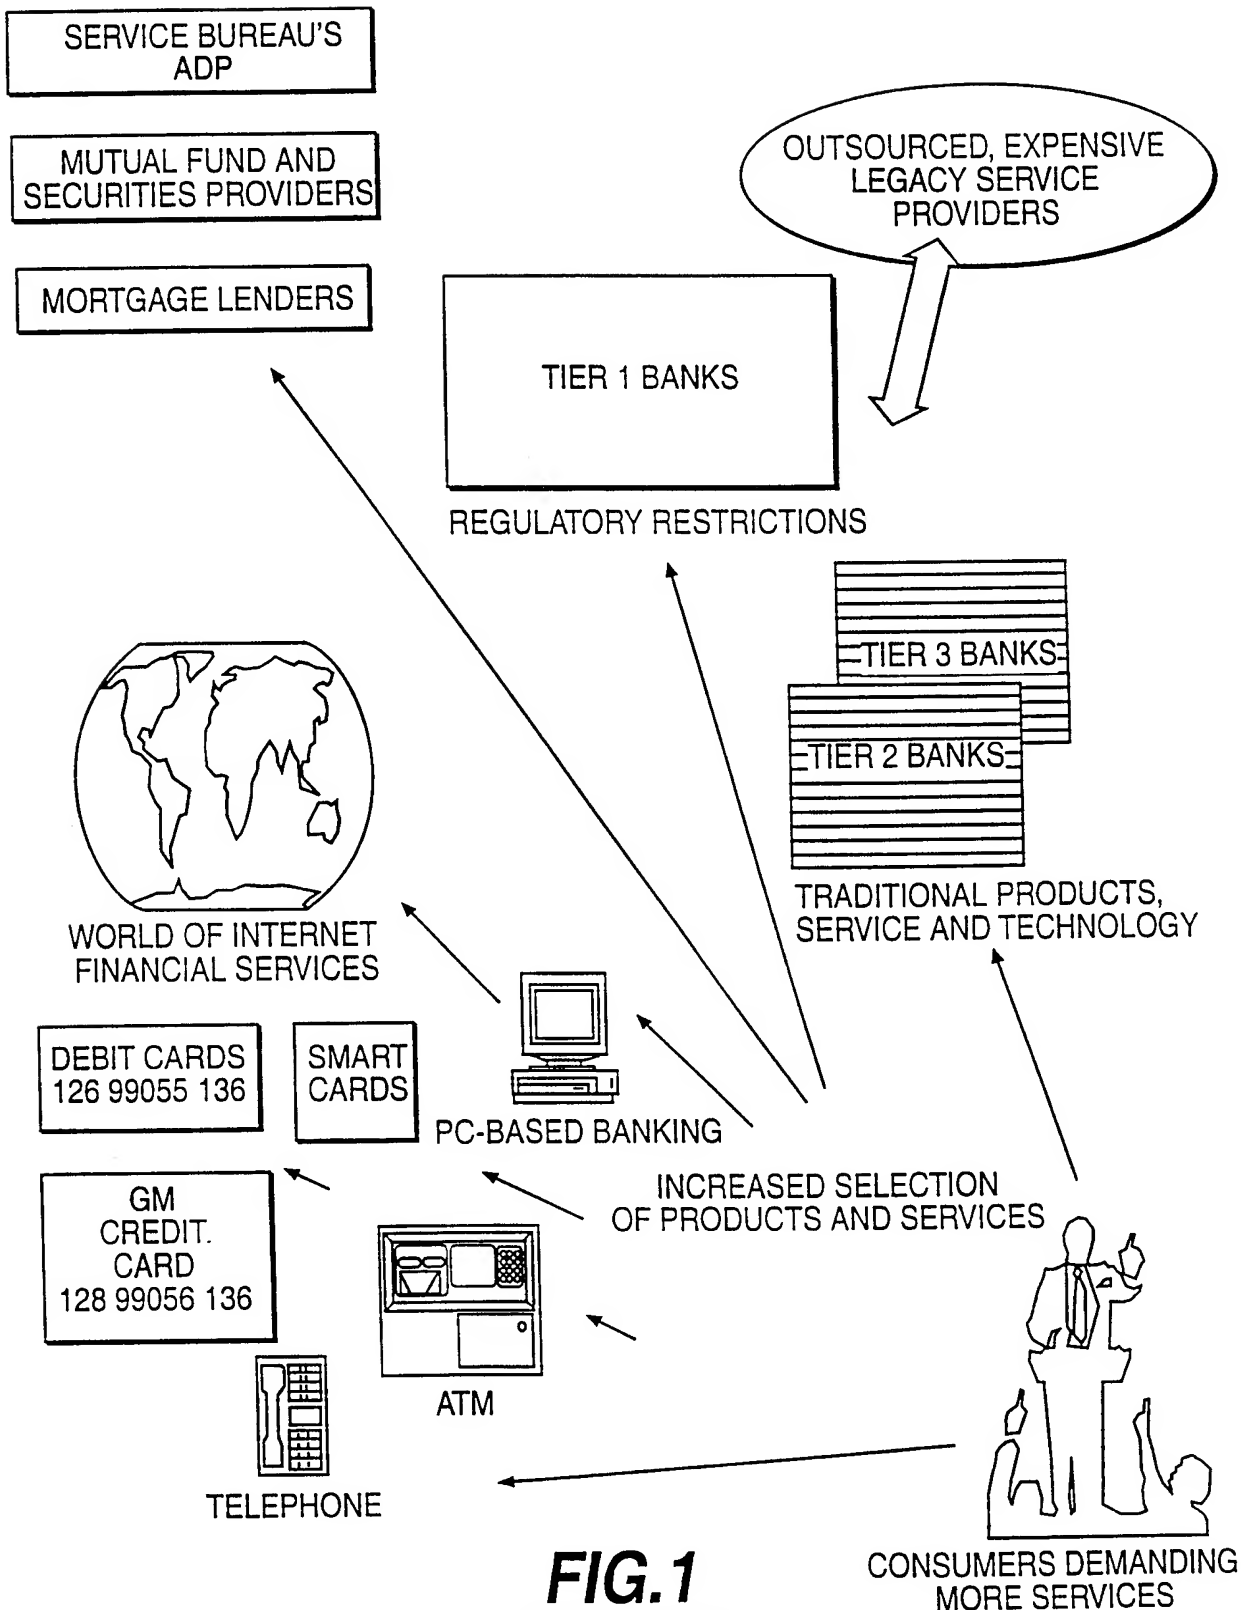 SERVICE BUREAU'S
ADP
MUTUAL FUND AND
SECURITIES PROVIDERS
MORTGAGE LENDERS
OUTSOURCED, EXPENSIVE
LEGACY SERVICE
PROVIDERS
TIER 1 BANKS
REGULATORY RESTRICTIONS
TIER 3 BANKS
TIER 2 BANKS
TRADITIONAL PRODUCTS,
SERVICE AND TECHNOLOGY
WORLD OF INTERNET
FINANCIAL SERVICES
DEBIT CARDS
126 99055 136
SMART
CARDS
PC-BASED BANKING
GM
CREDIT.
CARD
128 99056 136
INCREASED SELECTION
OF PRODUCTS AND SERVICES
ATM
TELEPHONE
CONSUMERS DEMANDING
MORE SERVICES
FIG.1